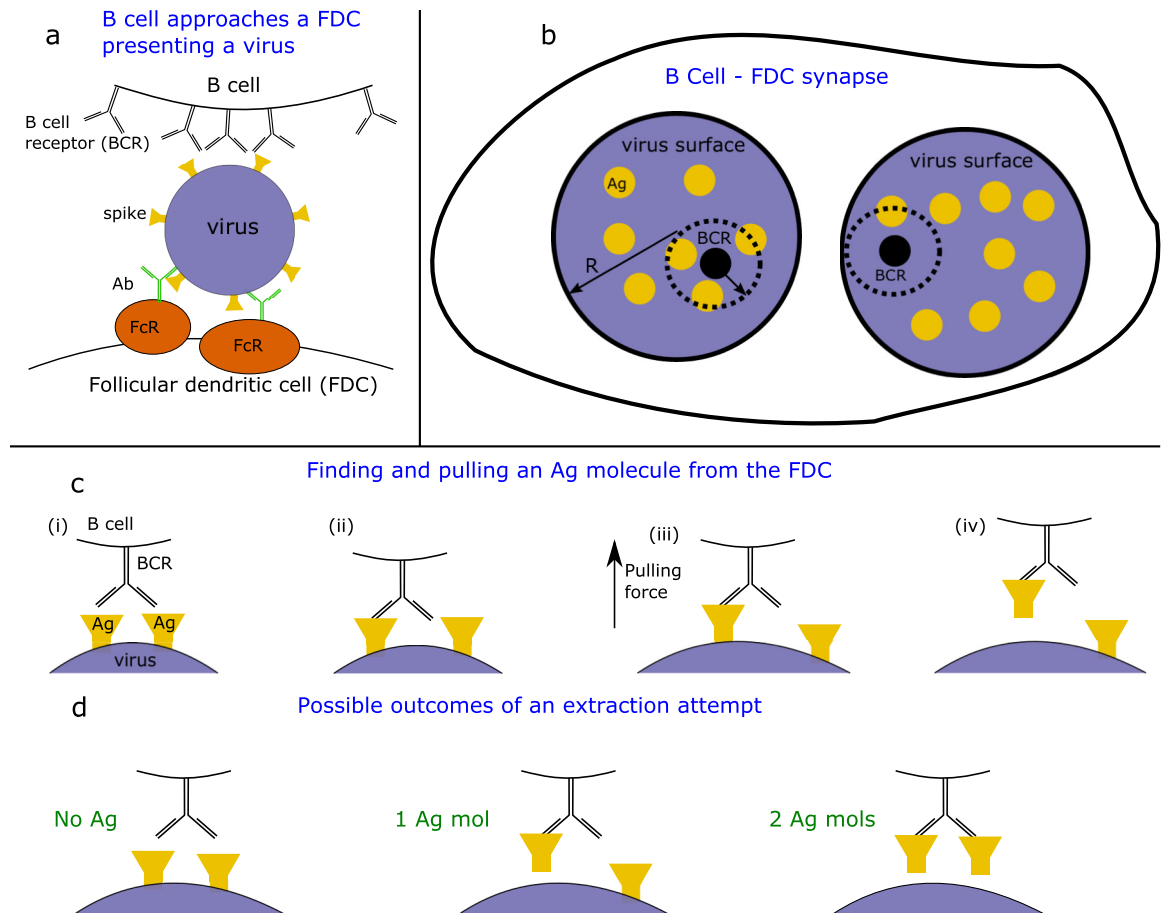 a
B cell approaches a FDC
presenting a virus
B cell
B cell
receptor (BCR)
spike
virus
Ab
FcR
FcR
Follicular dendritic cell (FDC)
b
B Cell - FDC synapse
virus surface
Ag
BCR
R
virus surface
BCR
Finding and pulling an Ag molecule from the FDC
c
(i)
B cell
BCR
Ag
Ag
virus
(ii)
(iii)
Pulling
force
(iv)
d
Possible outcomes of an extraction attempt
No Ag
1 Ag mol
2 Ag mols